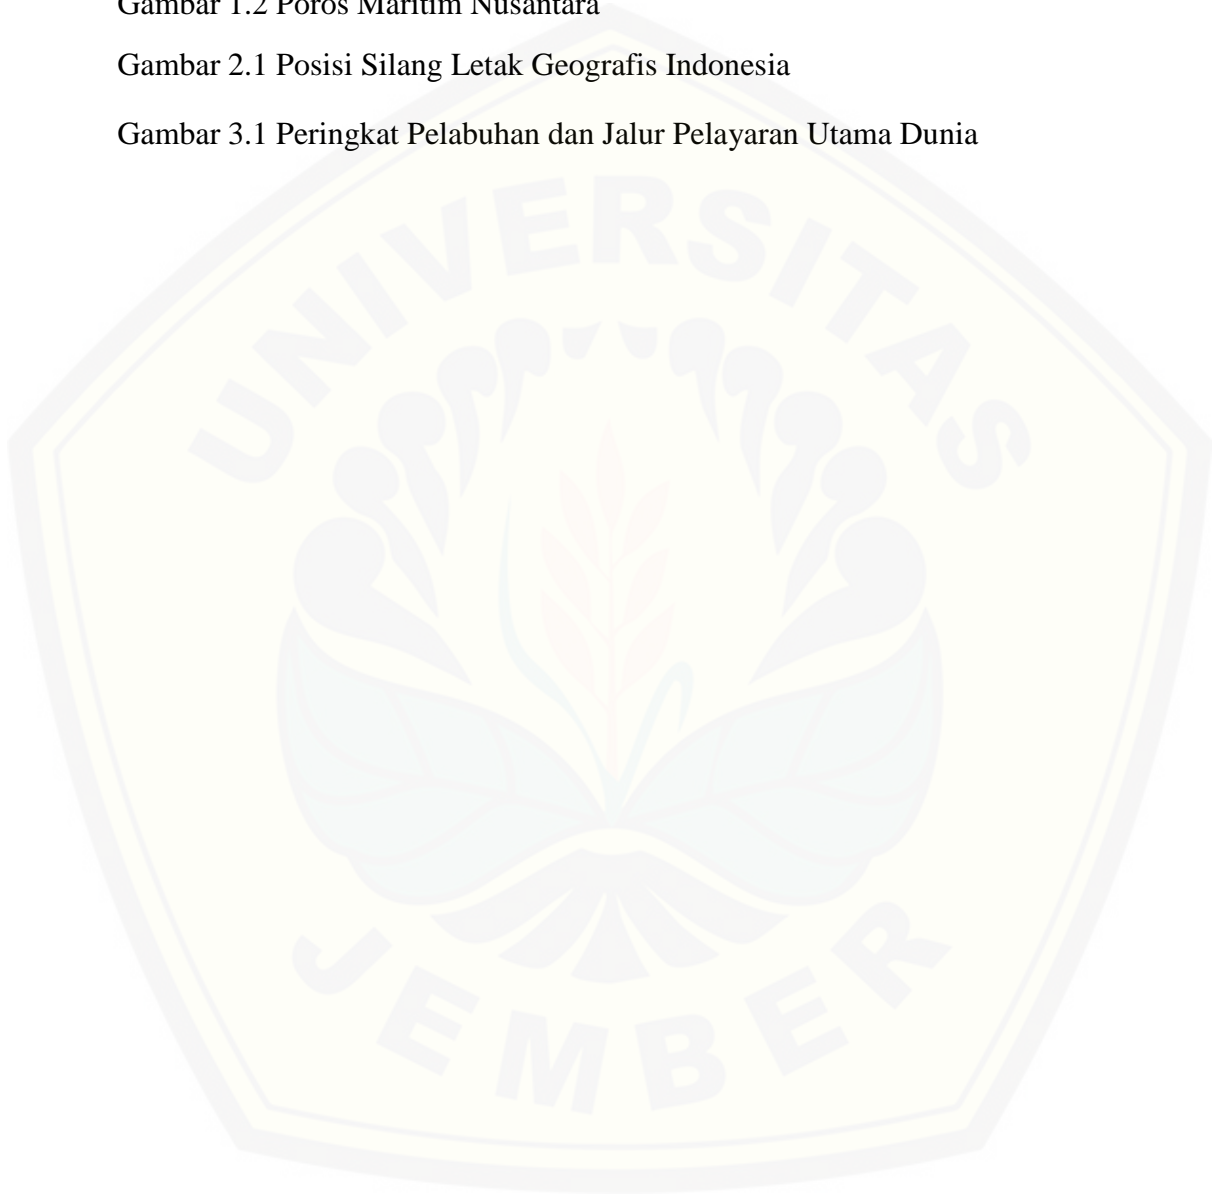 Gambar 1.2 Poros Maritim Nusantara
Gambar 2.1 Posisi Silang Letak Geografis Indonesia
Gambar 3.1 Peringkat Pelabuhan dan Jalur Pelayaran Utama Dunia
UNIVERSITAS
JEMBER